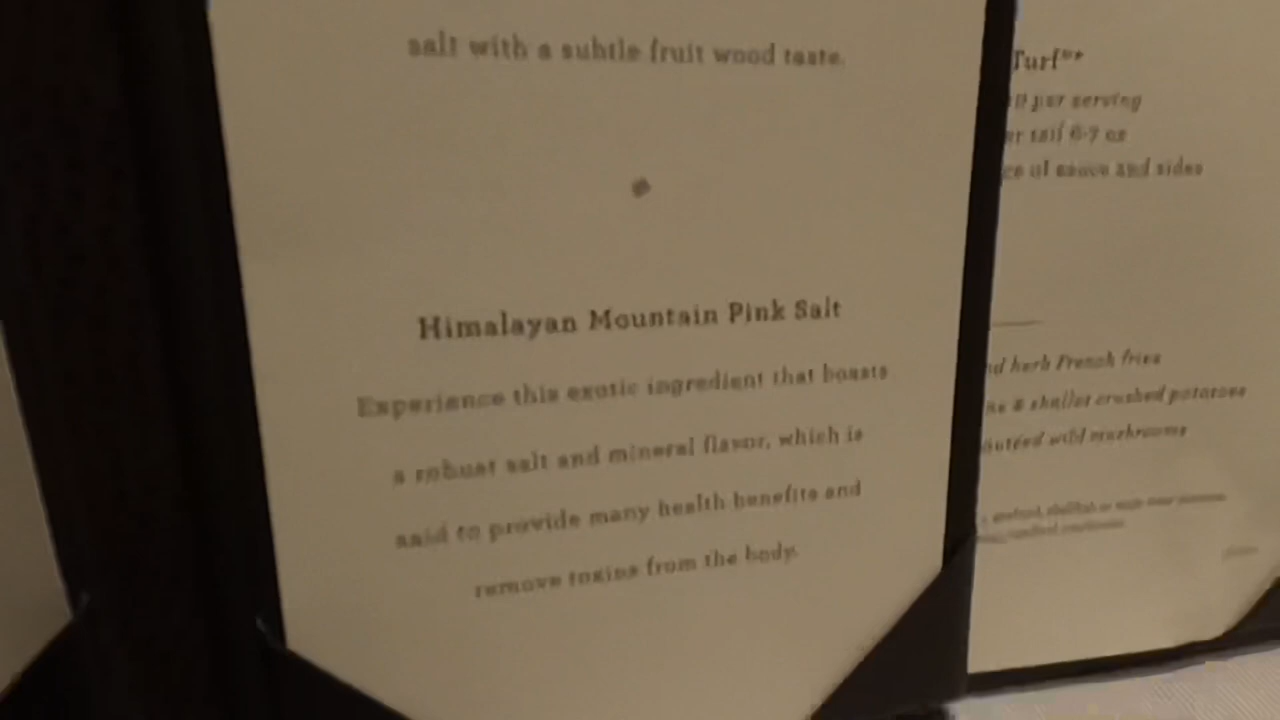 salt with a subtle fruit wood taste.
Himalayan Mountain Pink Salt
Experience this exotic ingredient that boasts
a robust salt and mineral flavor, which is
said to provide many health benefits and
remove toxins from the body.
Turf
per serving
tail 6-7 oz
of sauce and sides
herb French fries
& shallot crushed potatoes
wild mushrooms